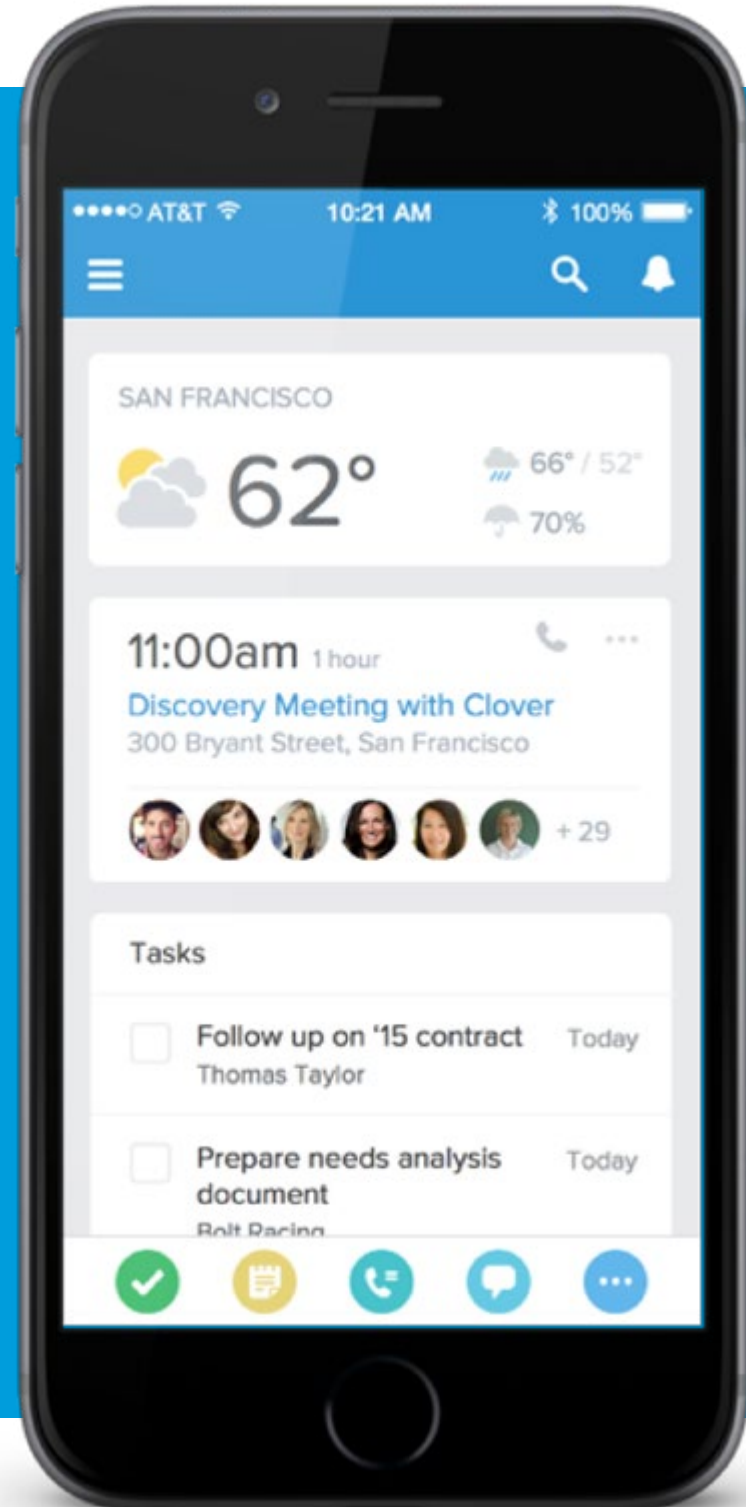 AT&T 10:21 AM 100%
SAN FRANCISCO
62° 66° / 52°
70%
11:00am 1 hour
Discovery Meeting with Clover
300 Bryant Street, San Francisco
+ 29
Tasks
Follow up on '15 contract Today
Thomas Taylor
Prepare needs analysis Today
document
Bolt Racing